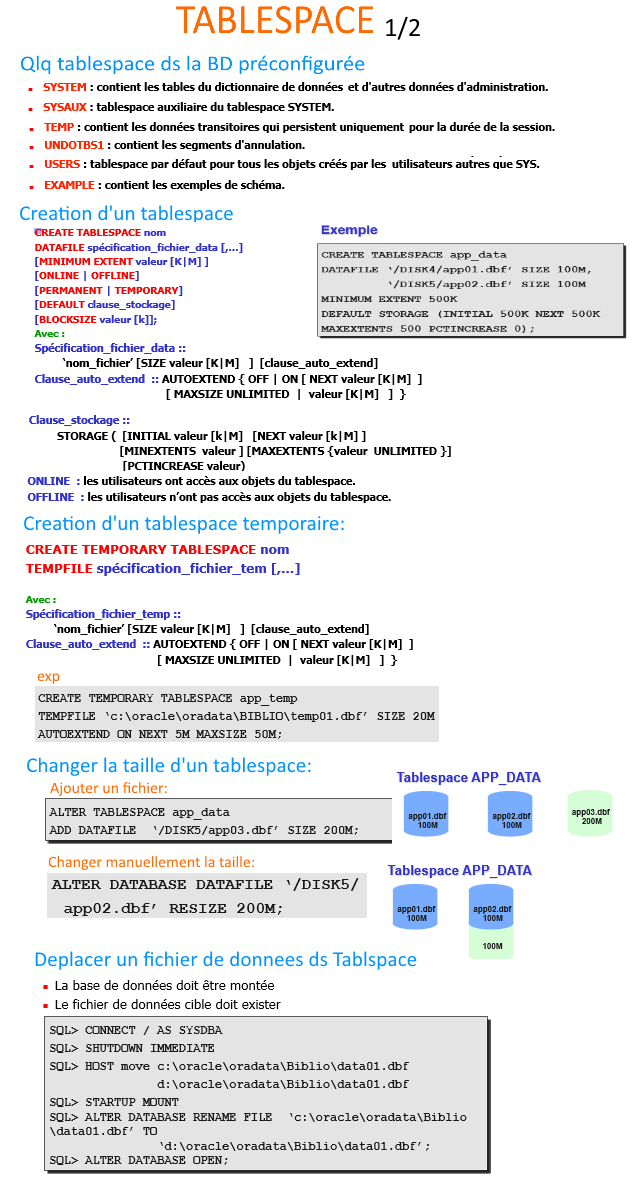 TABLESPACE 1/2
Qlq tablespace ds la BD préconfigurée
SYSTEM : contient les tables du dictionnaire de données et d'autres données d'administration.
SYSAUX : tablespace auxiliaire du tablespace SYSTEM.
TEMP : contient les données transitoires qui persistent uniquement pour la durée de la session.
UNDOTBS1 : contient les segments d'annulation.
USERS : tablespace par défaut pour tous les objets créés par les utilisateurs autres que SYS.
EXAMPLE : contient les exemples de schéma.
Creation d'un tablespace
CREATE TABLESPACE nom
DATAFILE spécification_fichier_data [,...]
[MINIMUM EXTENT valeur [K|M] ]
[ONLINE | OFFLINE]
[PERMANENT | TEMPORARY]
[DEFAULT clause_stockage]
[BLOCKSIZE valeur [k]];
Exemple
CREATE TABLESPACE app_data
DATAFILE ‘/DISK4/app01.dbf’ SIZE 100M,
‘/DISK5/app02.dbf’ SIZE 100M
MINIMUM EXTENT 500K
DEFAULT STORAGE (INITIAL 500K NEXT 500K
MAXEXTENTS 500 PCTINCREASE 0);
Avec :
Spécification_fichier_data ::
‘nom_fichier’ [SIZE valeur [K|M] ] [clause_auto_extend]
Clause_auto_extend :: AUTOEXTEND { OFF | ON [ NEXT valeur [K|M] ]
[ MAXSIZE UNLIMITED | valeur [K|M] ] }
Clause_stockage ::
STORAGE ( [INITIAL valeur [k|M] [NEXT valeur [k|M] ]
[MINEXTENTS valeur ] [MAXEXTENTS {valeur UNLIMITED }]
[PCTINCREASE valeur)
ONLINE : les utilisateurs ont accès aux objets du tablespace.
OFFLINE : les utilisateurs n’ont pas accès aux objets du tablespace.
Creation d'un tablespace temporaire:
CREATE TEMPORARY TABLESPACE nom
TEMPFILE spécification_fichier_tem [,...]
Avec :
Spécification_fichier_temp ::
‘nom_fichier’ [SIZE valeur [K|M] ] [clause_auto_extend]
Clause_auto_extend :: AUTOEXTEND { OFF | ON [ NEXT valeur [K|M] ]
[ MAXSIZE UNLIMITED | valeur [K|M] ] }
exp
CREATE TEMPORARY TABLESPACE app_temp
TEMPFILE ‘c:\oracle\oradata\BIBLIO\temp01.dbf’ SIZE 20M
AUTOEXTEND ON NEXT 5M MAXSIZE 50M;
Changer la taille d'un tablespace:
Ajouter un fichier:
ALTER TABLESPACE app_data
ADD DATAFILE ‘/DISK5/app03.dbf’ SIZE 200M;
Tablespace APP_DATA
app01.dbf
100M
app02.dbf
100M
app03.dbf
200M
Changer manuellement la taille:
ALTER DATABASE DATAFILE ‘/DISK5/
app02.dbf’ RESIZE 200M;
Tablespace APP_DATA
app01.dbf
100M
app02.dbf
100M
100M
Deplacer un fichier de donnees ds Tablspace
La base de données doit être montée
Le fichier de données cible doit exister
SQL> CONNECT / AS SYSDBA
SQL> SHUTDOWN IMMEDIATE
SQL> HOST move c:\oracle\oradata\Biblio\data01.dbf
d:\oracle\oradata\Biblio\data01.dbf
SQL> STARTUP MOUNT
SQL> ALTER DATABASE RENAME FILE ‘c:\oracle\oradata\Biblio
\data01.dbf’ TO
‘d:\oracle\oradata\Biblio\data01.dbf’;
SQL> ALTER DATABASE OPEN;